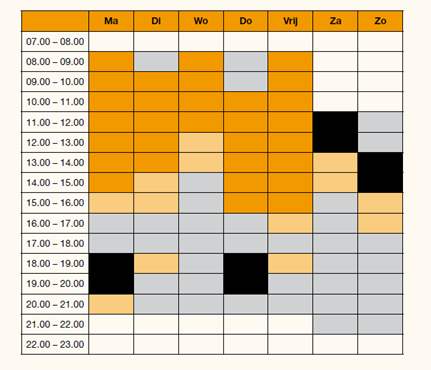 Ma Di Wo Do Vrij Za Zo
07.00 – 08.00
08.00 – 09.00
09.00 – 10.00
10.00 – 11.00
11.00 – 12.00
12.00 – 13.00
13.00 – 14.00
14.00 – 15.00
15.00 – 16.00
16.00 – 17.00
17.00 – 18.00
18.00 – 19.00
19.00 – 20.00
20.00 – 21.00
21.00 – 22.00
22.00 – 23.00